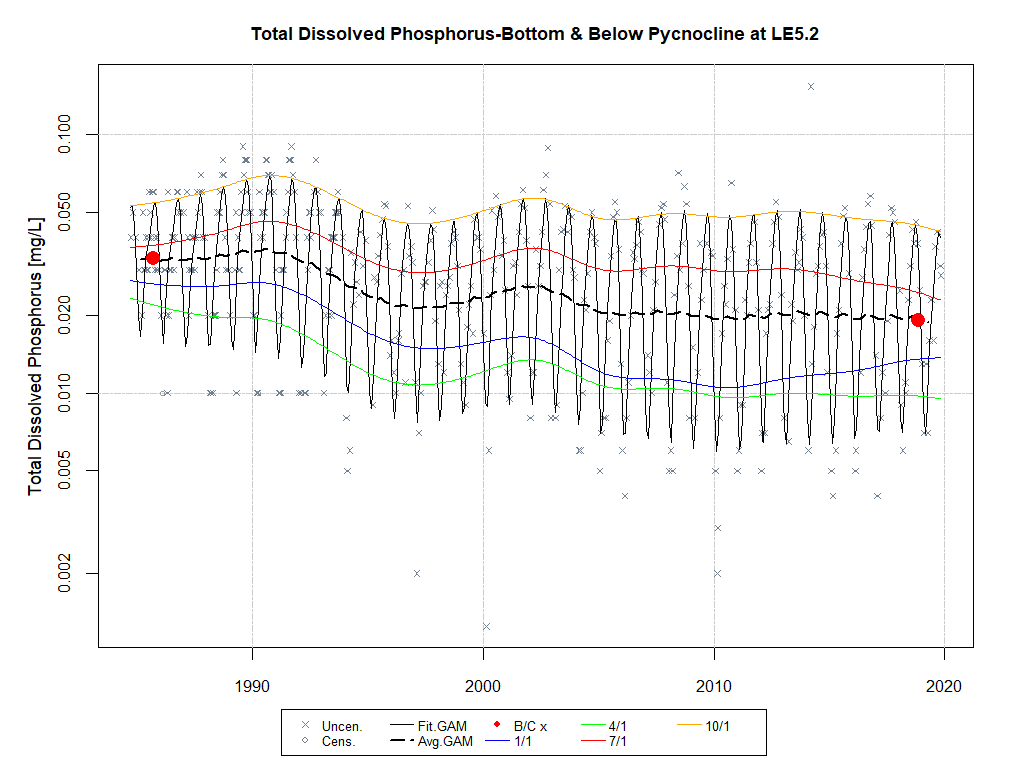 Total Dissolved Phosphorus-Bottom & Below Pycnocline at LE5.2
Total Dissolved Phosphorus [mg/L]
0.100
0.050
0.020
0.010
0.005
0.002
1990
2000
2010
2020
Uncen. Fit.GAM B/C x 4/1 10/1
Cens. Avg.GAM 1/1 7/1